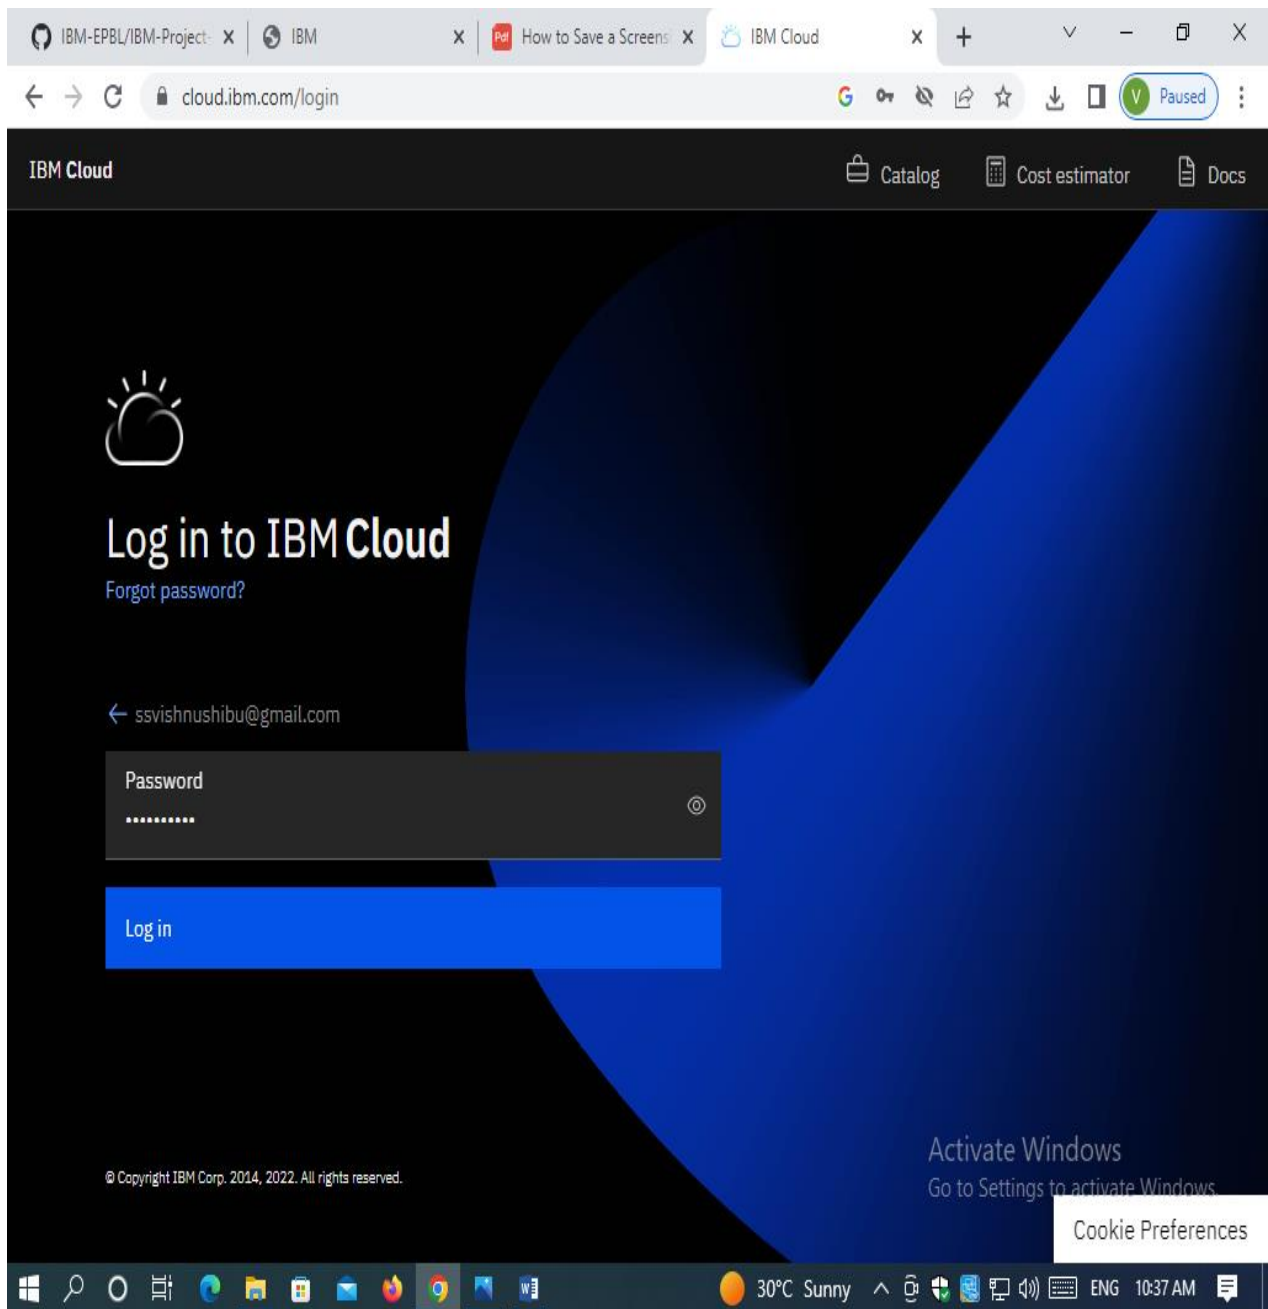 IBM-EPBL/IBM-Project- IBM How to Save a Screens IBM Cloud
cloud.ibm.com/login Paused
IBM Cloud Catalog Cost estimator Docs
Log in to IBM Cloud
Forgot password?
ssvishnushibu@gmail.com
Password
Log in
© Copyright IBM Corp. 2014, 2022. All rights reserved.
Activate Windows
Go to Settings to activate Windows.
Cookie Preferences
30°C Sunny ENG 10:37 AM